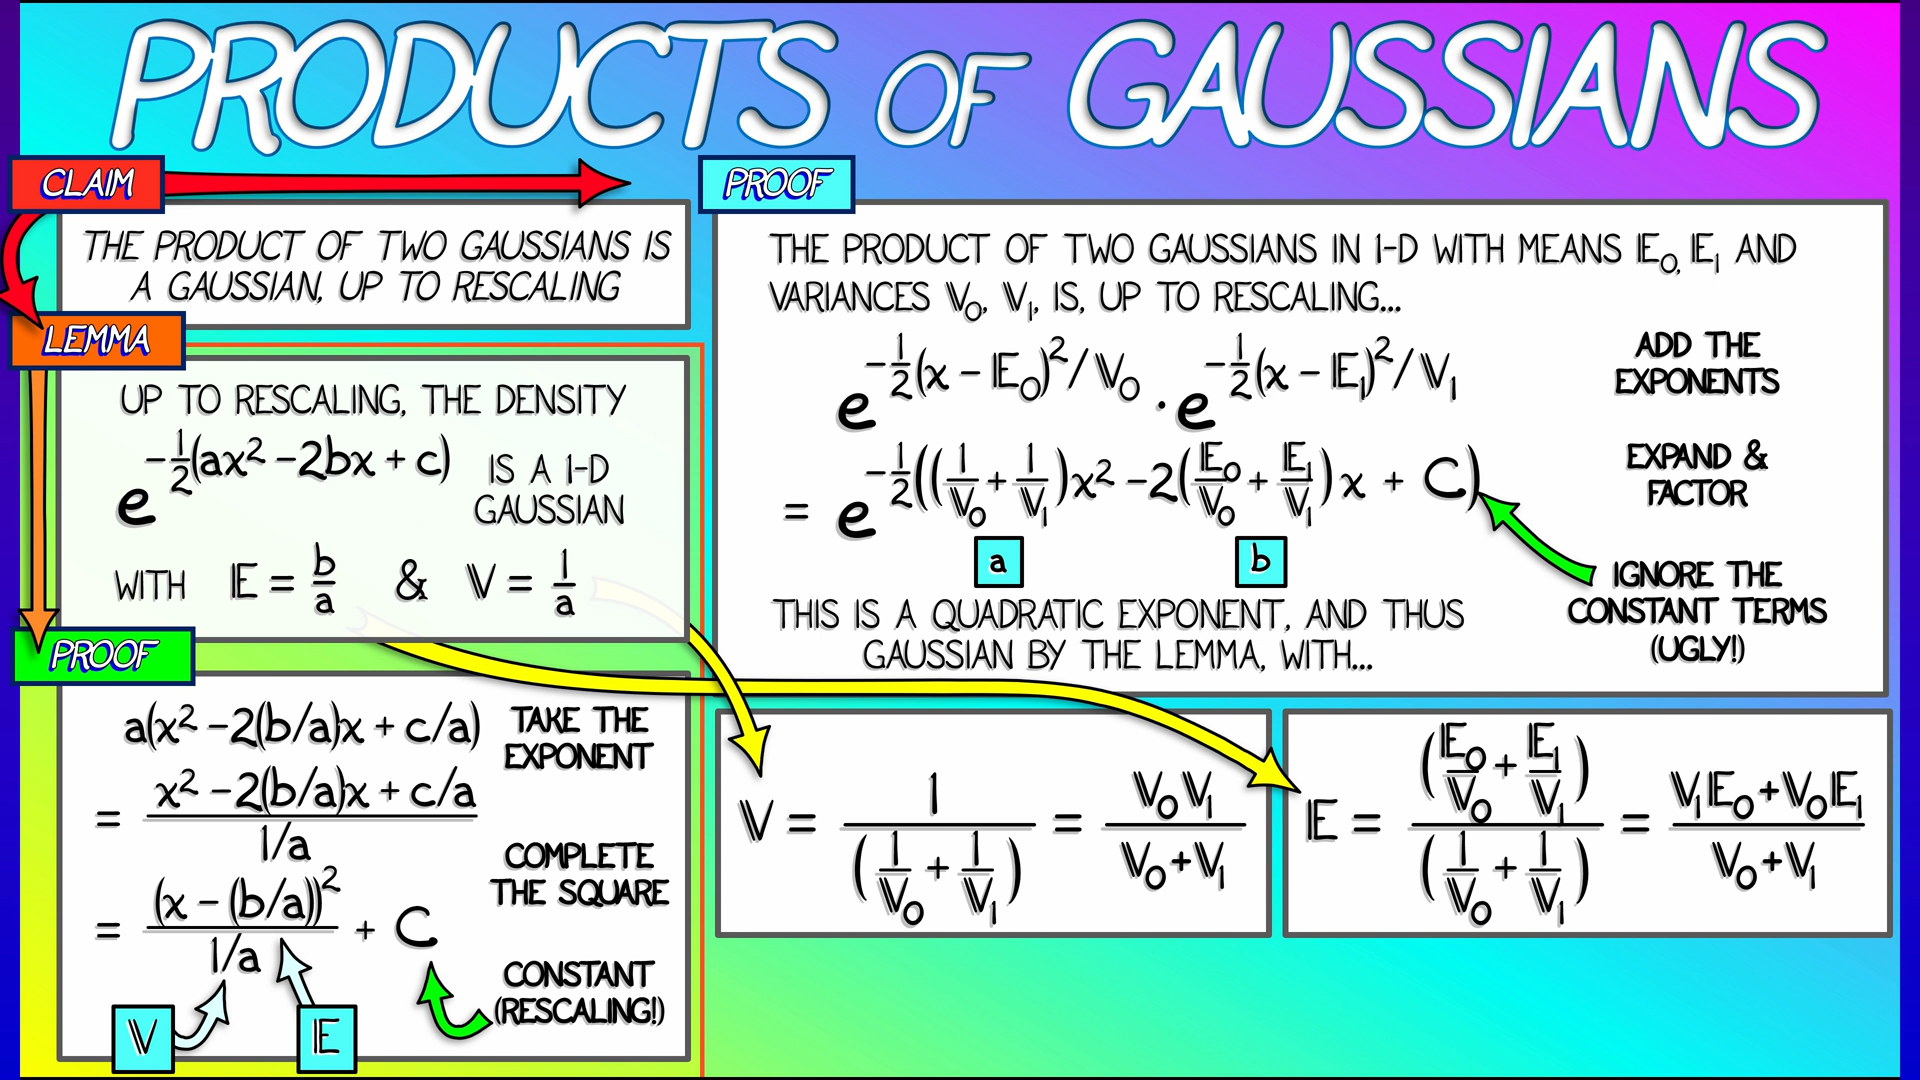 PRODUCTS OF GAUSSIANS
CLAIM
THE PRODUCT OF TWO GAUSSIANS IS
A GAUSSIAN, UP TO RESCALING
LEMMA
UP TO RESCALING, THE DENSITY
e^{-1/2(ax² - 2bx + c)} IS A 1-D
GAUSSIAN
WITH 𝔼 = b/a & 𝕍 = 1/a
PROOF
a(x² - 2(b/a)x + c/a)
TAKE THE
EXPONENT
= (x² - 2(b/a)x + c/a) / (1/a)
COMPLETE
THE SQUARE
= (x - (b/a))² / (1/a) + C
CONSTANT
(RESCALING!)
𝕍
𝔼
PROOF
THE PRODUCT OF TWO GAUSSIANS IN 1-D WITH MEANS 𝔼₀, 𝔼₁ AND
VARIANCES 𝕍₀, 𝕍₁, IS, UP TO RESCALING...
e^{-1/2(x - 𝔼₀)²/𝕍₀} · e^{-1/2(x - 𝔼₁)²/𝕍₁}
ADD THE
EXPONENTS
= e^{-1/2((1/𝕍₀ + 1/𝕍₁)x² - 2(𝔼₀/𝕍₀ + 𝔼₁/𝕍₁)x + C)}
EXPAND &
FACTOR
a
b
IGNORE THE
CONSTANT TERMS
(UGLY!)
THIS IS A QUADRATIC EXPONENT, AND THUS
GAUSSIAN BY THE LEMMA, WITH...
𝕍 = 1 / (1/𝕍₀ + 1/𝕍₁) = 𝕍₀𝕍₁ / (𝕍₀+𝕍₁)
𝔼 = (𝔼₀/𝕍₀ + 𝔼₁/𝕍₁) / (1/𝕍₀ + 1/𝕍₁) = (𝕍₁𝔼₀+𝕍₀𝔼₁) / (𝕍₀+𝕍₁)